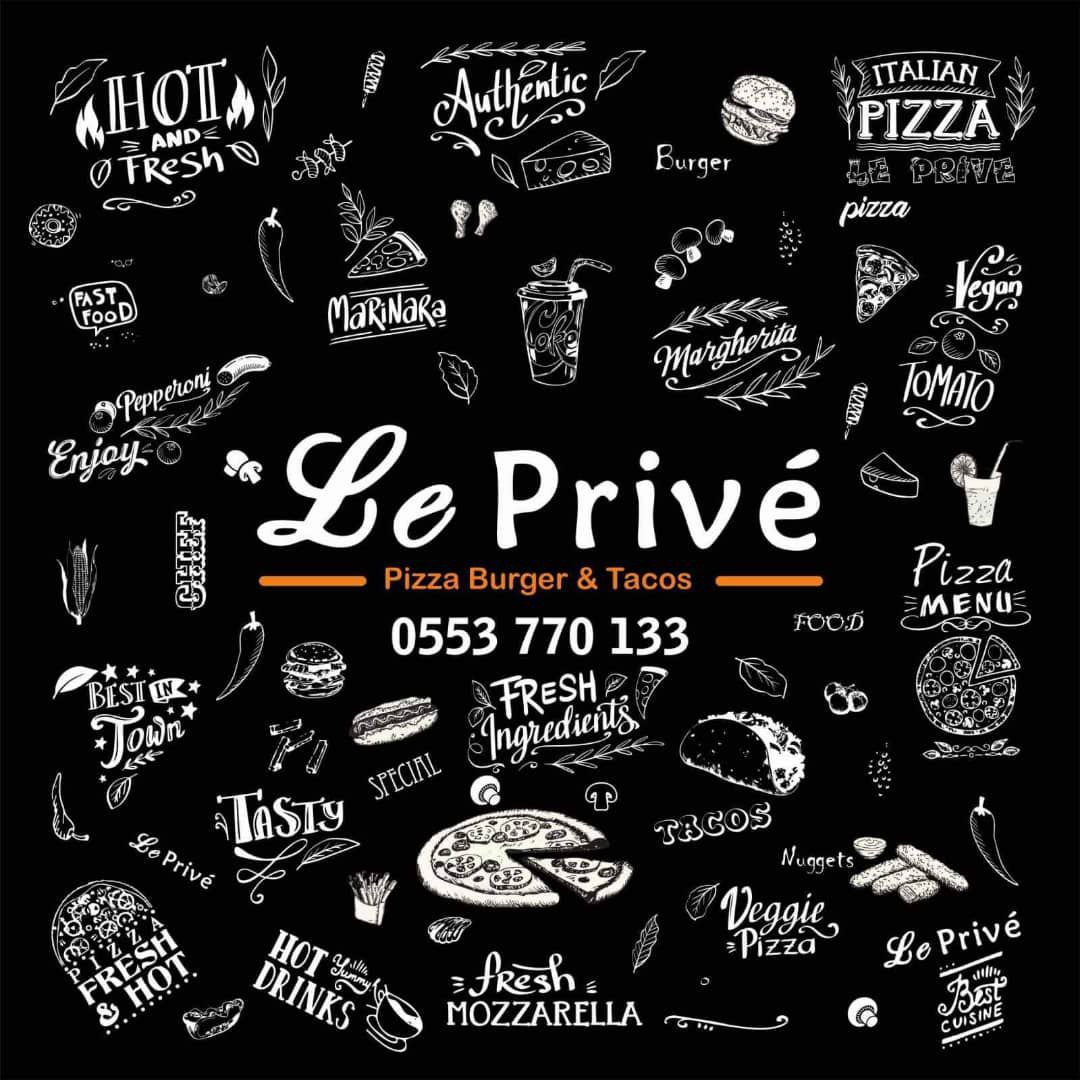 HOT
AND
FRESH
Authentic
Burger
ITALIAN
PIZZA
LE PRIVE
pizza
FAST
FOOD
MARINARA
Coke
Margherita
Vegan
TOMATO
Pepperoni
Enjoy
CHEF
Le Privé
Pizza Burger & Tacos
0553 770 133
Pizza
MENU
FOOD
BEST IN
Town
FRESH
Ingredients
SPECIAL
TASTY
TACOS
Nuggets
Le Privé
PIZZA
FRESH
& HOT
HOT
Yummy
DRINKS
fresh
MOZZARELLA
Veggie
Pizza
Le Privé
Best
CUISINE